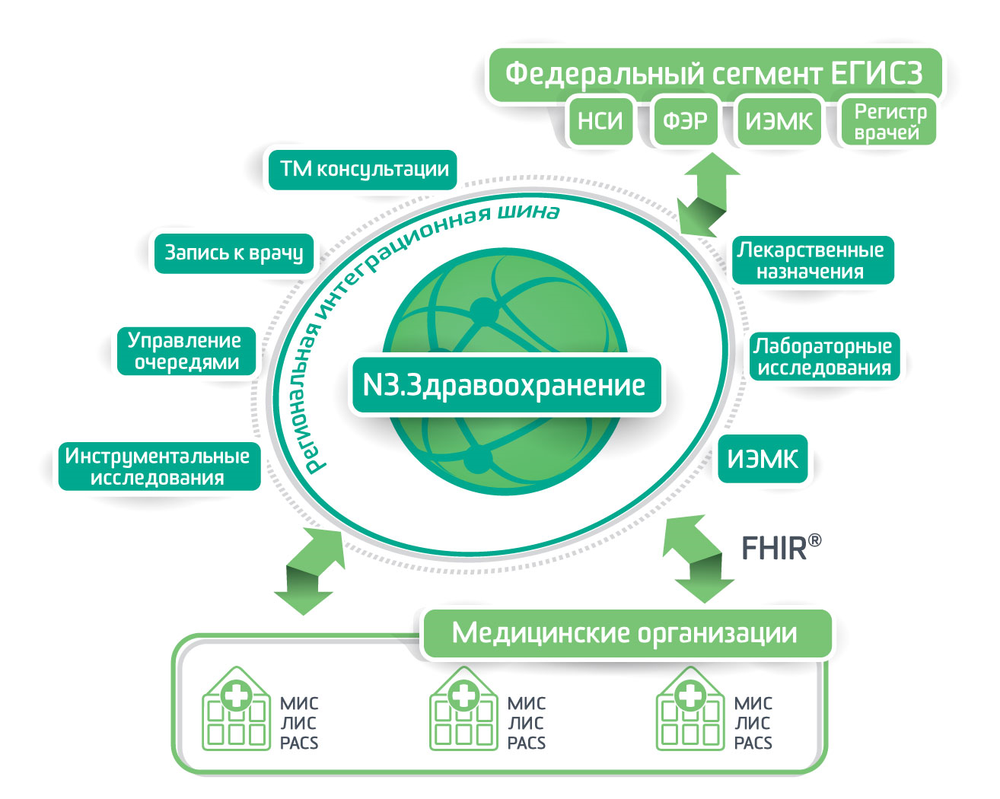 Федеральный сегмент ЕГИСЗ
НСИ
ФЭР
ИЭМК
Регистр
врачей
ТМ консультации
Региональная интеграционная шина
Запись к врачу
Лекарственные
назначения
Управление
очередями
Лабораторные
исследования
N3.Здравоохранение
Инструментальные
исследования
ИЭМК
FHIR®
Медицинские организации
МИС
ЛИС
PACS
МИС
ЛИС
PACS
МИС
ЛИС
PACS